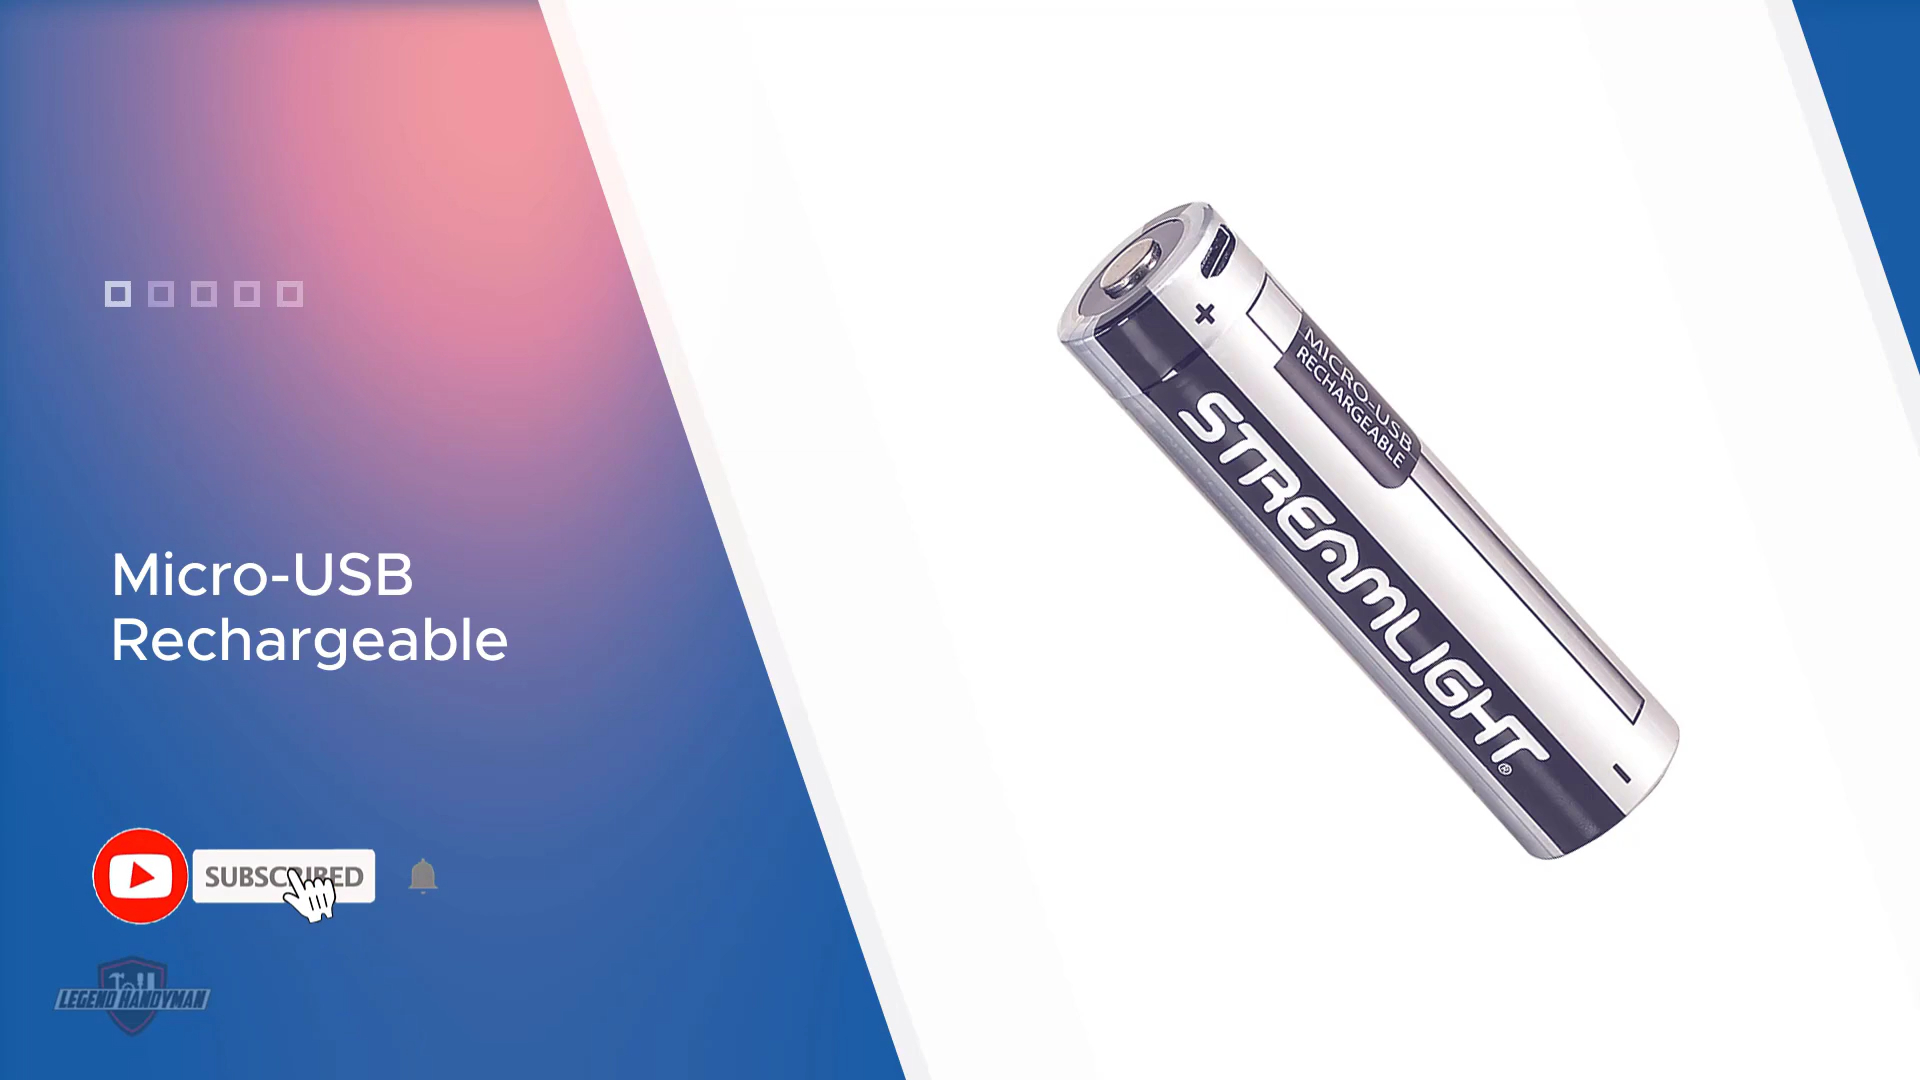 Micro-USB
Rechargeable
SUBSCRIBED
LEGEND HANDYMAN
+
MICRO-USB
RECHARGEABLE
STREAMLIGHT®
-